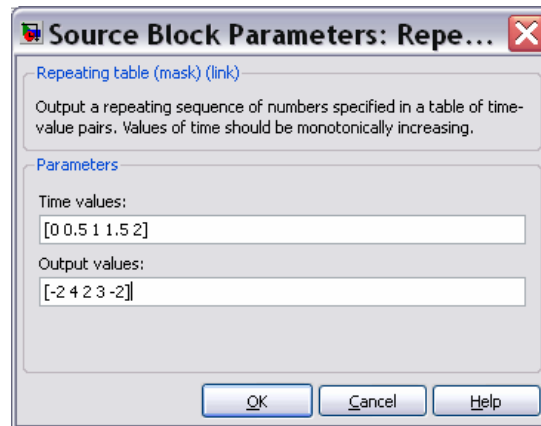 Source Block Parameters: Repe...
Repeating table (mask) (link)
Output a repeating sequence of numbers specified in a table of time-
value pairs. Values of time should be monotonically increasing.
Parameters
Time values:
[0 0.5 1 1.5 2]
Output values:
[-2 4 2 3 -2]
OK Cancel Help